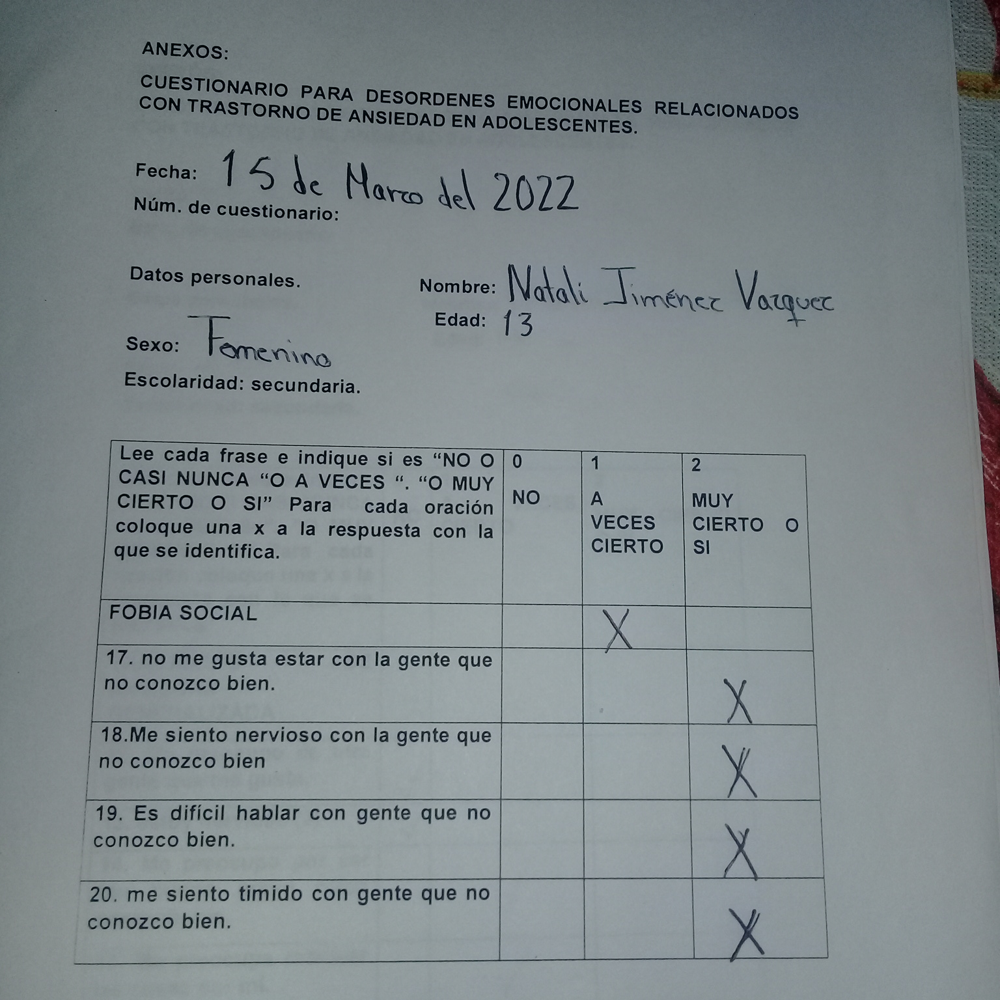 ANEXOS:
CUESTIONARIO PARA DESORDENES EMOCIONALES RELACIONADOS
CON TRASTORNO DE ANSIEDAD EN ADOLESCENTES.
Fecha: 15 de Marzo del 2022
Núm. de cuestionario:
Datos personales.
Nombre: Natali Jiménez Vazquez
Edad: 13
Sexo: Femenino
Escolaridad: secundaria.
Lee cada frase e indique si es “NO O
CASI NUNCA “O A VECES “. “O MUY
CIERTO O SI” Para cada oración
coloque una x a la respuesta con la
que se identifica.
0
NO
1
A
VECES
CIERTO
2
MUY
CIERTO O
SI
FOBIA SOCIAL X
17. no me gusta estar con la gente que
no conozco bien. X
18.Me siento nervioso con la gente que
no conozco bien X
19. Es difícil hablar con gente que no
conozco bien. X
20. me siento timido con gente que no
conozco bien. X